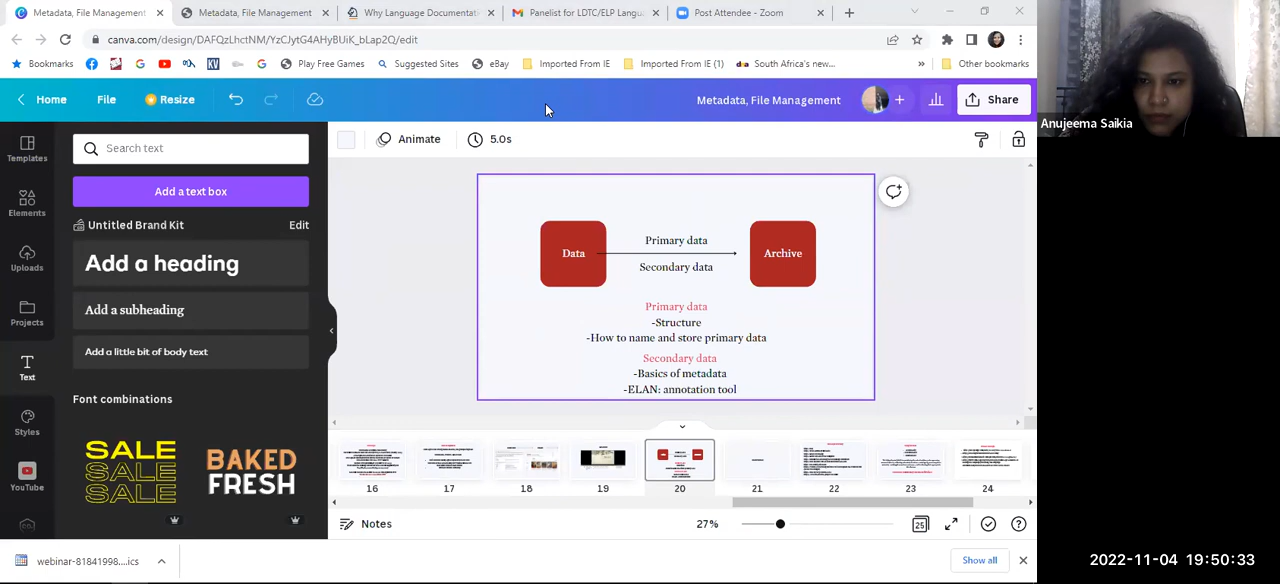 Metadata, File Management
Metadata, File Management
Why Language Documentati
Panelist for LDTC/ELP Langu
Post Attendee - Zoom
canva.com/design/DAFQzLhctNM/YzCJytG4AHyBUiK_bLap2Q/edit
Bookmarks
Play Free Games
Suggested Sites
eBay
Imported From IE
Imported From IE (1)
South Africa's new...
»
Other bookmarks
Home
File
Resize
Metadata, File Management
Share
Anujeema Saikia
Templates
Elements
Uploads
Projects
Text
Styles
YouTube
Search text
Add a text box
Untitled Brand Kit
Edit
Add a heading
Add a subheading
Add a little bit of body text
Font combinations
SALE
SALE
SALE
BAKED
FRESH
Animate
5.0s
Data
Primary data
Secondary data
Archive
Primary data
-Structure
-How to name and store primary data
Secondary data
-Basics of metadata
-ELAN: annotation tool
16
17
18
19
20
21
22
23
24
Notes
27%
25
webinar-81841998....ics
Show all
2022-11-04 19:50:33